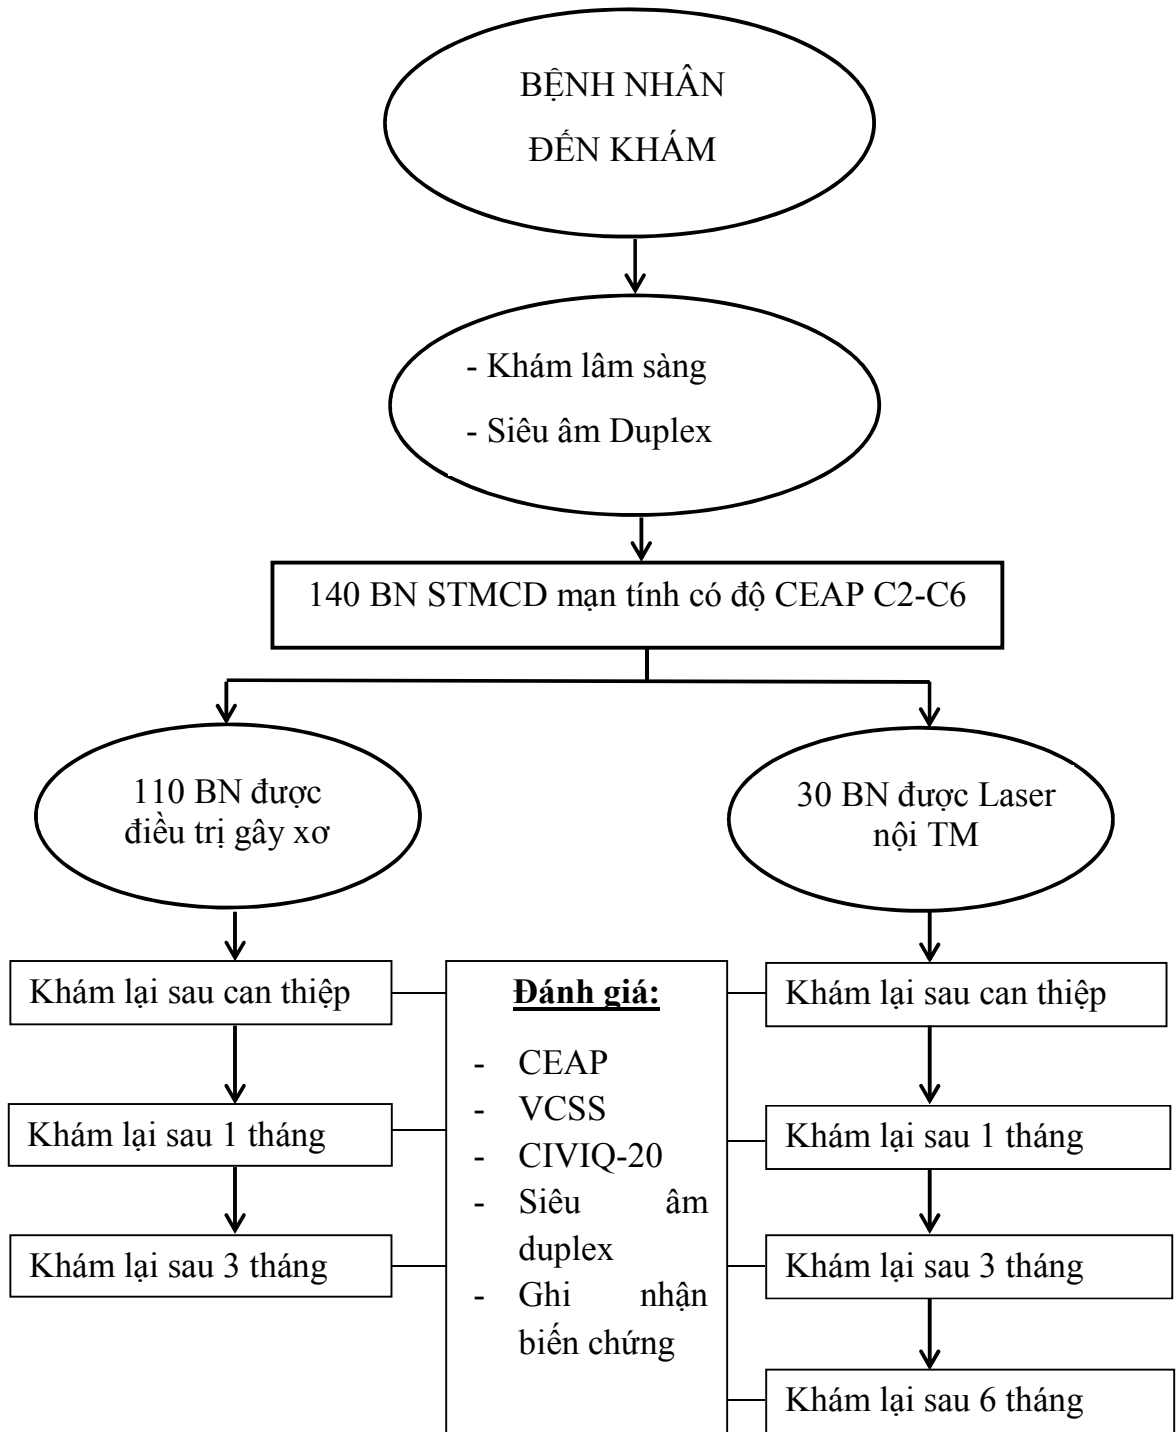 BỆNH NHÂN
ĐẾN KHÁM
- Khám lâm sàng
- Siêu âm Duplex
140 BN STMCD mạn tính có độ CEAP C2-C6
110 BN được
điều trị gây xơ
30 BN được Laser
nội TM
Khám lại sau can thiệp
Khám lại sau 1 tháng
Khám lại sau 3 tháng
Đánh giá:
- CEAP
- VCSS
- CIVIQ-20
- Siêu âm
duplex
- Ghi nhận
biến chứng
Khám lại sau can thiệp
Khám lại sau 1 tháng
Khám lại sau 3 tháng
Khám lại sau 6 tháng